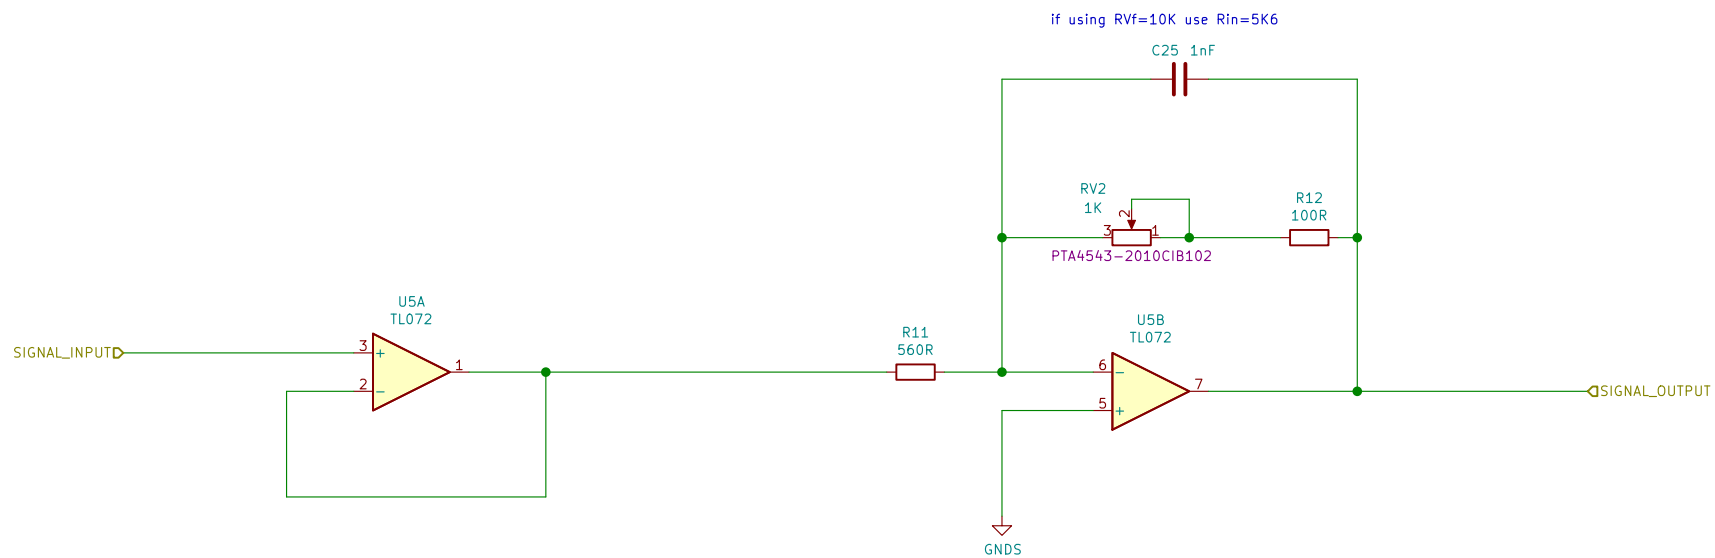 if using RVf=10K use Rin=5K6
C25 1nF
RV2
1K
2
3
1
PTA4543-2010CIB102
R12
100R
U5A
TL072
SIGNAL_INPUT
3
+
2
−
1
R11
560R
U5B
TL072
6
−
5
+
7
SIGNAL_OUTPUT
GNDS